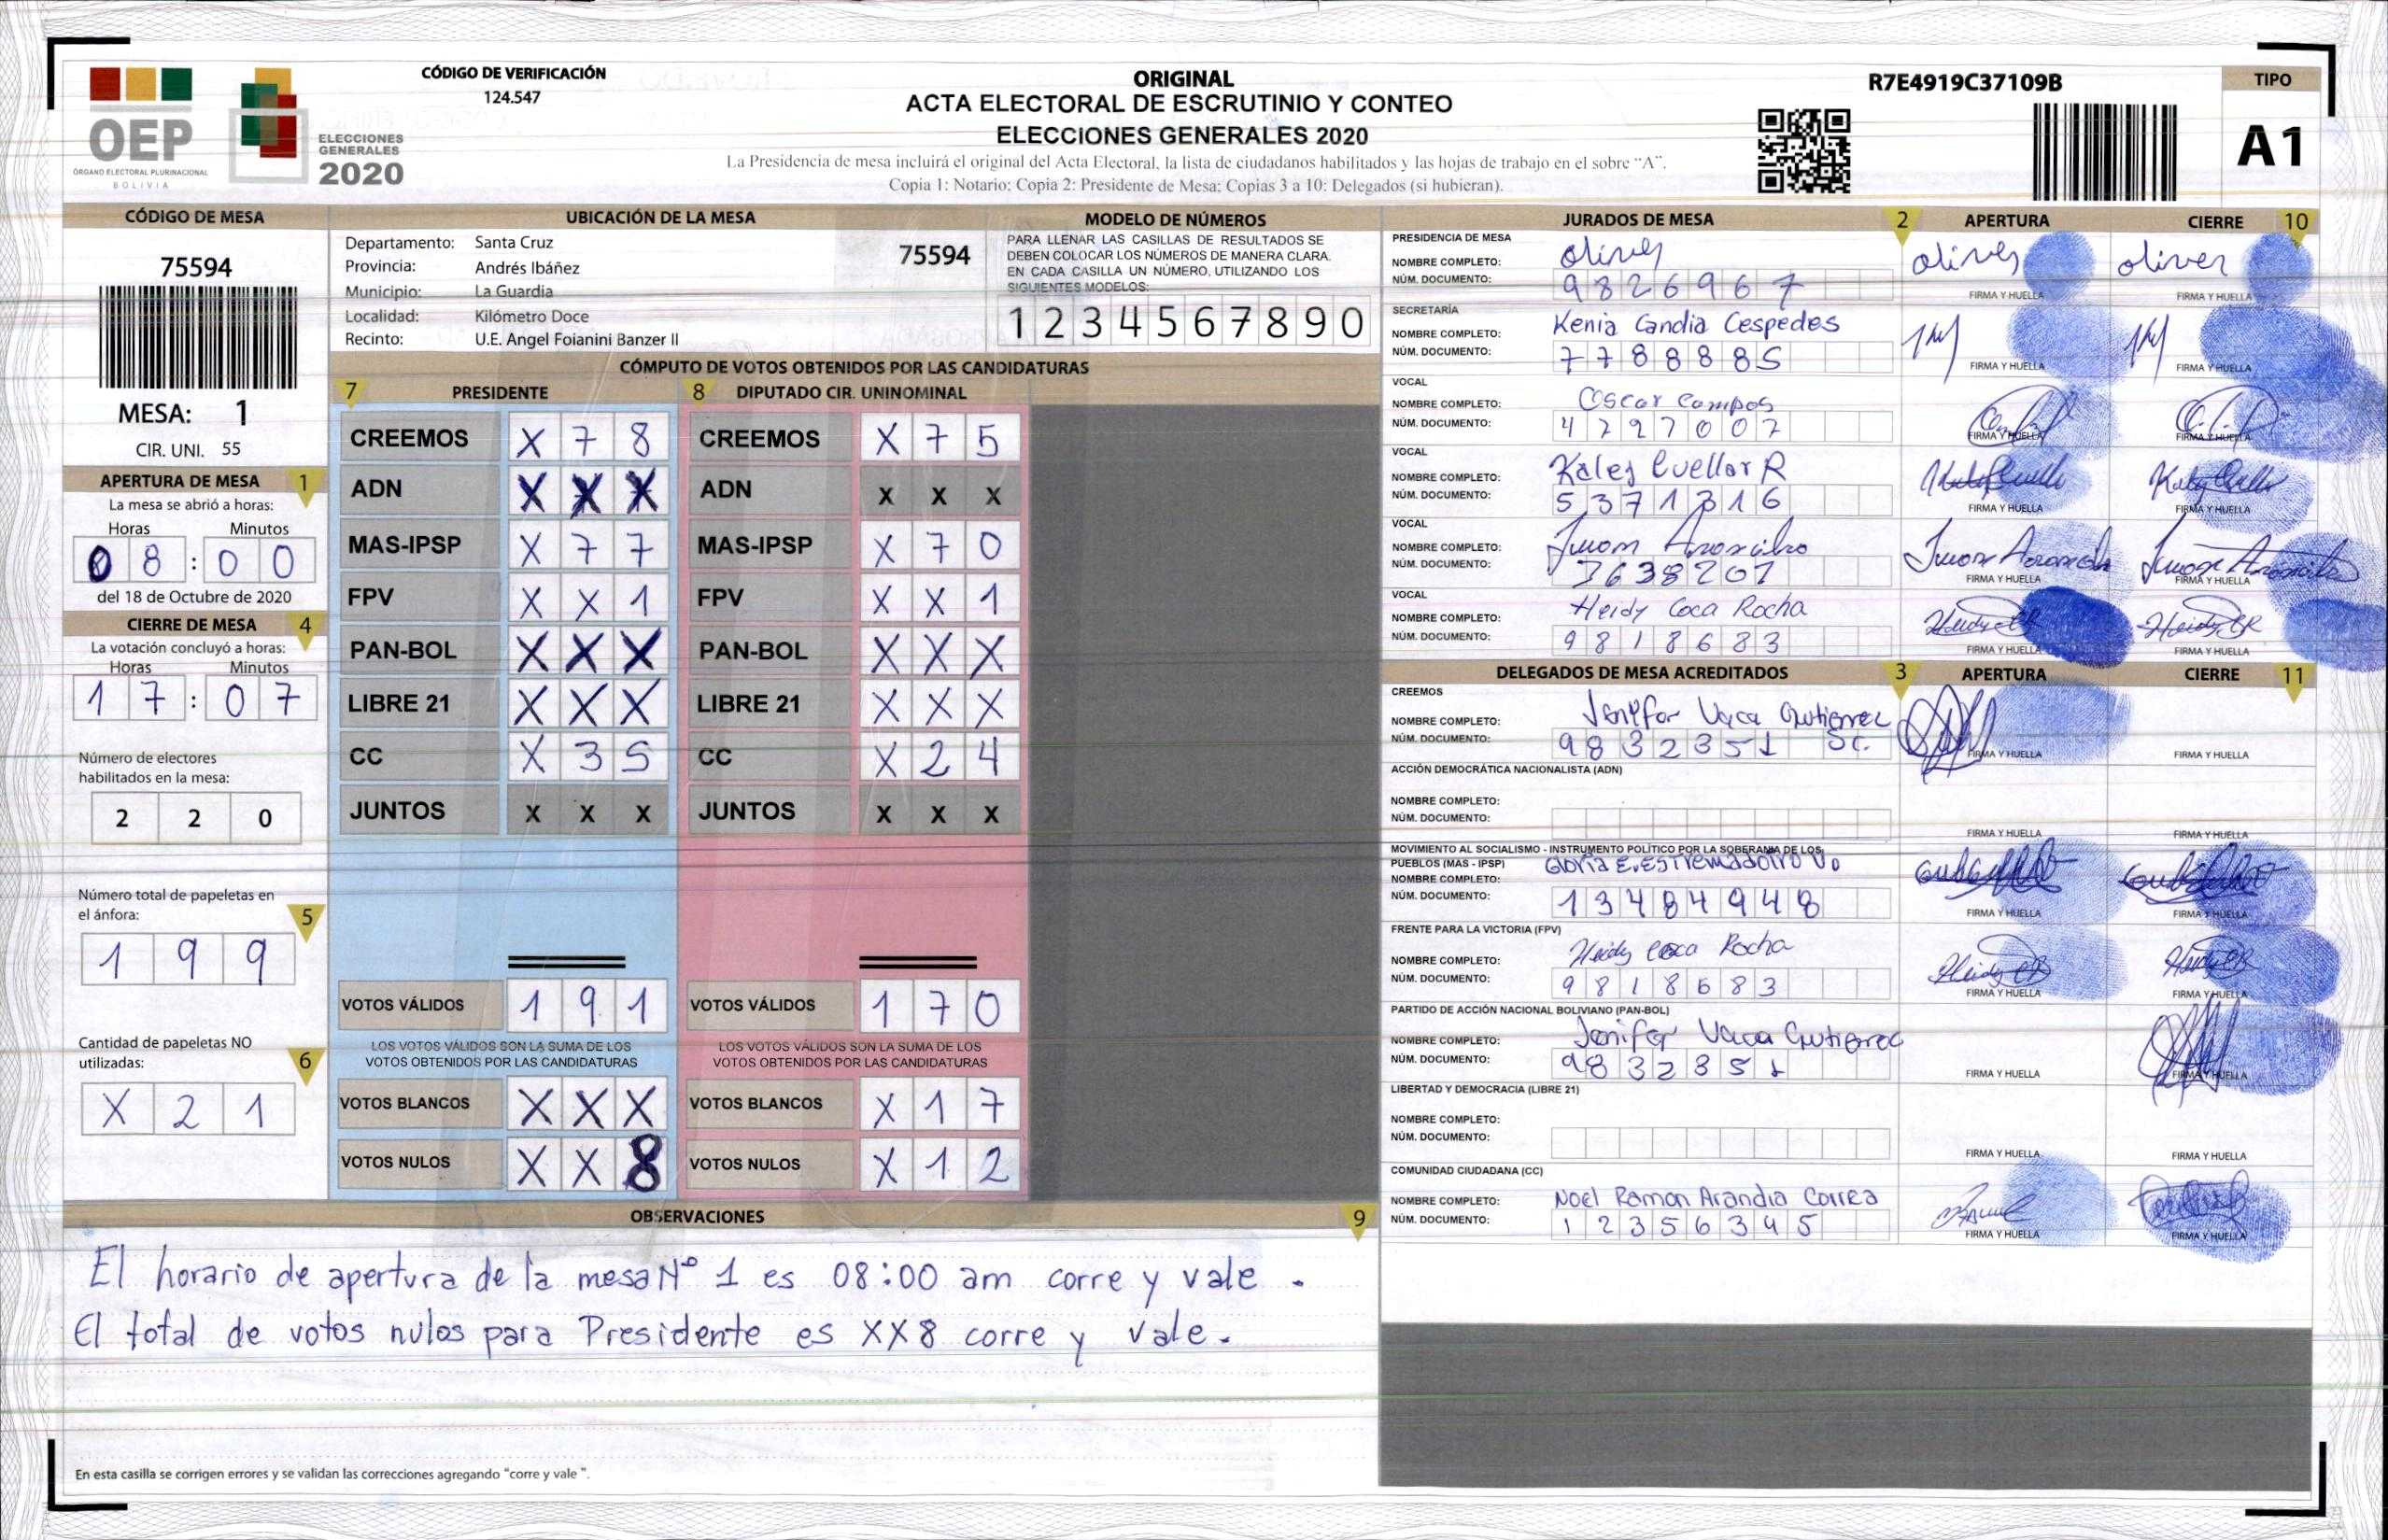 CÓDIGO DE VERIFICACIÓN
124.547
ORIGINAL
ACTA ELECTORAL DE ESCRUTINIO Y CONTEO
ELECCIONES GENERALES 2020
La Presidencia de mesa incluirá el original del Acta Electoral, la lista de ciudadanos habilitados y las hojas de trabajo en el sobre “A”.
Copia 1: Notario; Copia 2: Presidente de Mesa; Copias 3 a 10: Delegados (si hubieran).
R7E4919C37109B
TIPO
A1
OEP
ÓRGANO ELECTORAL PLURINACIONAL
BOLIVIA
ELECCIONES
GENERALES
2020
CÓDIGO DE MESA
75594
MESA: 1
CIR. UNI. 55
APERTURA DE MESA 1
La mesa se abrió a horas:
Horas Minutos
08:00
del 18 de Octubre de 2020
CIERRE DE MESA 4
La votación concluyó a horas:
Horas Minutos
17:07
Número de electores
habilitados en la mesa:
2 2 0
Número total de papeletas en
el ánfora: 5
1 9 9
Cantidad de papeletas NO
utilizadas: 6
X 2 1
UBICACIÓN DE LA MESA
Departamento: Santa Cruz
Provincia: Andrés Ibáñez
Municipio: La Guardia
Localidad: Kilómetro Doce
Recinto: U.E. Angel Foianini Banzer II
75594
MODELO DE NÚMEROS
PARA LLENAR LAS CASILLAS DE RESULTADOS SE
DEBEN COLOCAR LOS NÚMEROS DE MANERA CLARA.
EN CADA CASILLA UN NÚMERO, UTILIZANDO LOS
SIGUIENTES MODELOS:
1 2 3 4 5 6 7 8 9 0
CÓMPUTO DE VOTOS OBTENIDOS POR LAS CANDIDATURAS
7 PRESIDENTE
CREEMOS X 7 8
ADN X X X
MAS-IPSP X 7 7
FPV X X 1
PAN-BOL X X X
LIBRE 21 X X X
CC X 3 5
JUNTOS X X X
VOTOS VÁLIDOS 1 9 1
LOS VOTOS VÁLIDOS SON LA SUMA DE LOS
VOTOS OBTENIDOS POR LAS CANDIDATURAS
VOTOS BLANCOS X X X
VOTOS NULOS X X 8
8 DIPUTADO CIR. UNINOMINAL
CREEMOS X 7 5
ADN X X X
MAS-IPSP X 7 0
FPV X X 1
PAN-BOL X X X
LIBRE 21 X X X
CC X 2 4
JUNTOS X X X
VOTOS VÁLIDOS 1 7 0
LOS VOTOS VÁLIDOS SON LA SUMA DE LOS
VOTOS OBTENIDOS POR LAS CANDIDATURAS
VOTOS BLANCOS X 1 7
VOTOS NULOS X 1 2
OBSERVACIONES 9
El horario de apertura de la mesa Nº 1 es 08:00 am corre y vale.
El total de votos nulos para Presidente es XX8 corre y vale.
En esta casilla se corrigen errores y se validan las correcciones agregando “corre y vale”.
JURADOS DE MESA 2 APERTURA CIERRE 10
PRESIDENCIA DE MESA
NOMBRE COMPLETO: oliver oliver oliver
NÚM. DOCUMENTO: 9826967
FIRMA Y HUELLA FIRMA Y HUELLA
SECRETARÍA
NOMBRE COMPLETO: Kenia Candia Cespedes
NÚM. DOCUMENTO: 7788885
FIRMA Y HUELLA FIRMA Y HUELLA
VOCAL
NOMBRE COMPLETO: Oscar Campos
NÚM. DOCUMENTO: 4797007
FIRMA Y HUELLA FIRMA Y HUELLA
VOCAL
NOMBRE COMPLETO: Cuellar R
NÚM. DOCUMENTO: 5371316
FIRMA Y HUELLA FIRMA Y HUELLA
VOCAL
NOMBRE COMPLETO: Juan
NÚM. DOCUMENTO: 7638207
FIRMA Y HUELLA FIRMA Y HUELLA
VOCAL
NOMBRE COMPLETO: Heidy Coca Rocha
NÚM. DOCUMENTO: 9818683
FIRMA Y HUELLA FIRMA Y HUELLA
DELEGADOS DE MESA ACREDITADOS 3 APERTURA CIERRE 11
CREEMOS
NOMBRE COMPLETO: Jenifer Vaca Gutierrez
NÚM. DOCUMENTO: 9832351 SC.
FIRMA Y HUELLA FIRMA Y HUELLA
ACCIÓN DEMOCRÁTICA NACIONALISTA (ADN)
NOMBRE COMPLETO:
NÚM. DOCUMENTO:
FIRMA Y HUELLA FIRMA Y HUELLA
MOVIMIENTO AL SOCIALISMO - INSTRUMENTO POLÍTICO POR LA SOBERANIA DE LOS
PUEBLOS (MAS - IPSP)
NOMBRE COMPLETO: Gloria E.
NÚM. DOCUMENTO: 13484948
FIRMA Y HUELLA FIRMA Y HUELLA
FRENTE PARA LA VICTORIA (FPV)
NOMBRE COMPLETO: Heidy Coca Rocha
NÚM. DOCUMENTO: 9818683
FIRMA Y HUELLA FIRMA Y HUELLA
PARTIDO DE ACCIÓN NACIONAL BOLIVIANO (PAN-BOL)
NOMBRE COMPLETO: Jenifer Vaca Gutierrez
NÚM. DOCUMENTO: 9832351
FIRMA Y HUELLA FIRMA Y HUELLA
LIBERTAD Y DEMOCRACIA (LIBRE 21)
NOMBRE COMPLETO:
NÚM. DOCUMENTO:
FIRMA Y HUELLA FIRMA Y HUELLA
COMUNIDAD CIUDADANA (CC)
NOMBRE COMPLETO: Noel Ramon Arandia Correa
NÚM. DOCUMENTO: 12356345
FIRMA Y HUELLA FIRMA Y HUELLA